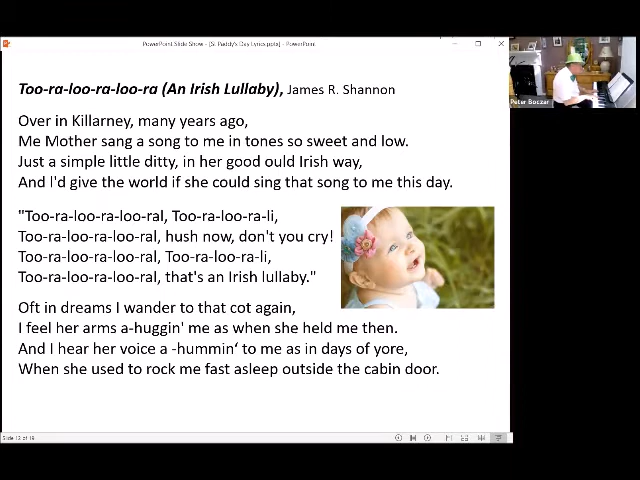 PowerPoint Slide Show - [St Paddy's Day Lyrics.pptx] - PowerPoint
Too-ra-loo-ra-loo-ra (An Irish Lullaby), James R. Shannon
Over in Killarney, many years ago,
Me Mother sang a song to me in tones so sweet and low.
Just a simple little ditty, in her good ould Irish way,
And I'd give the world if she could sing that song to me this day.
"Too-ra-loo-ra-loo-ral, Too-ra-loo-ra-li,
Too-ra-loo-ra-loo-ral, hush now, don't you cry!
Too-ra-loo-ra-loo-ral, Too-ra-loo-ra-li,
Too-ra-loo-ra-loo-ral, that's an Irish lullaby."
Oft in dreams I wander to that cot again,
I feel her arms a-huggin' me as when she held me then.
And I hear her voice a -hummin‘ to me as in days of yore,
When she used to rock me fast asleep outside the cabin door.
Slide 12 of 19
Peter Boczar